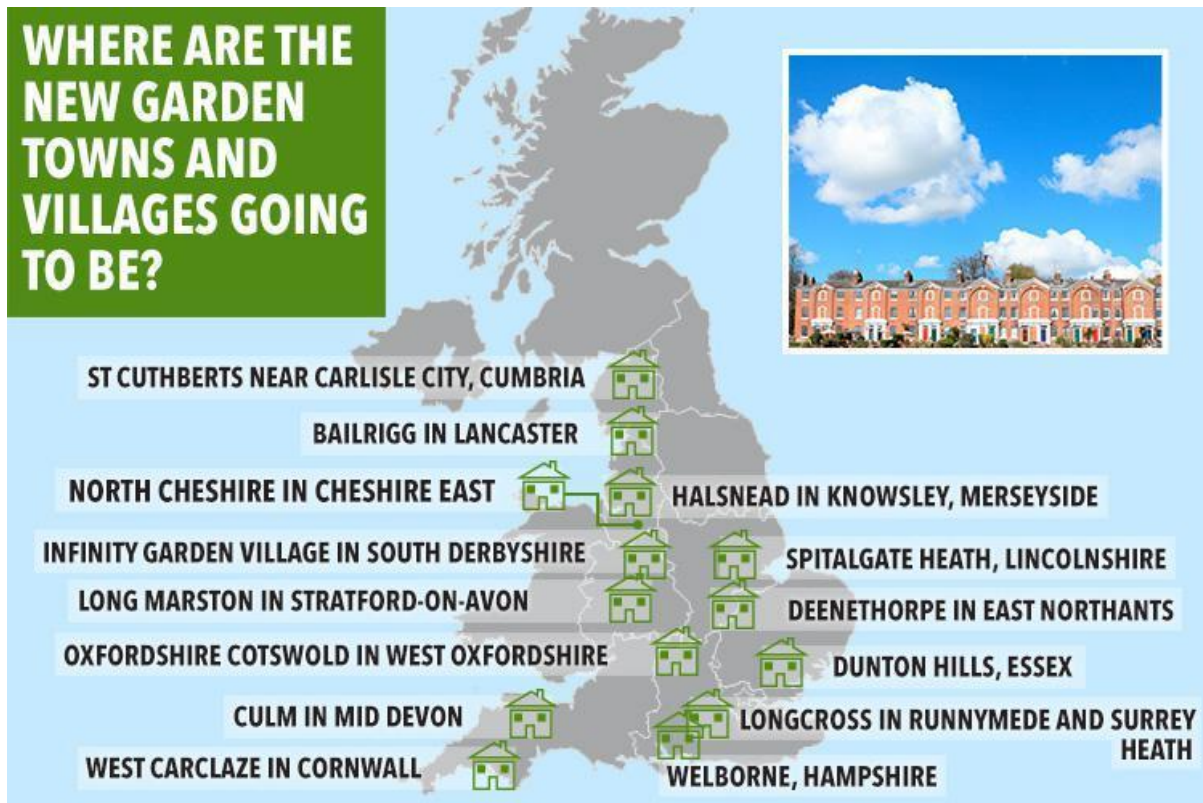 WHERE ARE THE
NEW GARDEN
TOWNS AND
VILLAGES GOING
TO BE?
ST CUTHBERTS NEAR CARLISLE CITY, CUMBRIA
BAILRIGG IN LANCASTER
NORTH CHESHIRE IN CHESHIRE EAST
HALSNEAD IN KNOWSLEY, MERSEYSIDE
INFINITY GARDEN VILLAGE IN SOUTH DERBYSHIRE
SPITALGATE HEATH, LINCOLNSHIRE
LONG MARSTON IN STRATFORD-ON-AVON
DEENETHORPE IN EAST NORTHANTS
OXFORDSHIRE COTSWOLD IN WEST OXFORDSHIRE
DUNTON HILLS, ESSEX
CULM IN MID DEVON
LONGCROSS IN RUNNYMEDE AND SURREY
HEATH
WEST CARCLAZE IN CORNWALL
WELBORNE, HAMPSHIRE